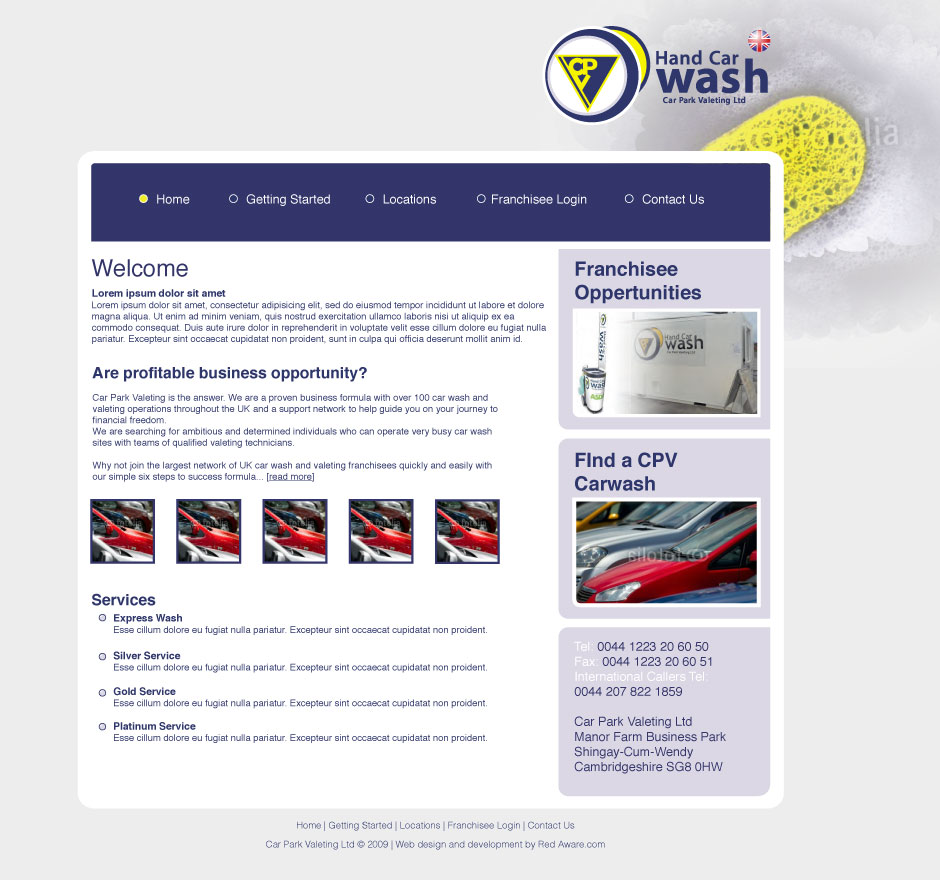 CPV
Hand Car
wash
Car Park Valeting Ltd
fotolia
Home
Getting Started
Locations
Franchisee Login
Contact Us
Welcome
Lorem ipsum dolor sit amet
Lorem ipsum dolor sit amet, consectetur adipisicing elit, sed do eiusmod tempor incididunt ut labore et dolore
magna aliqua. Ut enim ad minim veniam, quis nostrud exercitation ullamco laboris nisi ut aliquip ex ea
commodo consequat. Duis aute irure dolor in reprehenderit in voluptate velit esse cillum dolore eu fugiat nulla
pariatur. Excepteur sint occaecat cupidatat non proident, sunt in culpa qui officia deserunt mollit anim id.
Are profitable business opportunity?
Car Park Valeting is the answer. We are a proven business formula with over 100 car wash and
valeting operations throughout the UK and a support network to help guide you on your journey to
financial freedom.
We are searching for ambitious and determined individuals who can operate very busy car wash
sites with teams of qualified valeting technicians.
Why not join the largest network of UK car wash and valeting franchisees quickly and easily with
our simple six steps to success formula... [read more]
Services
Express Wash
Esse cillum dolore eu fugiat nulla pariatur. Excepteur sint occaecat cupidatat non proident.
Silver Service
Esse cillum dolore eu fugiat nulla pariatur. Excepteur sint occaecat cupidatat non proident.
Gold Service
Esse cillum dolore eu fugiat nulla pariatur. Excepteur sint occaecat cupidatat non proident.
Platinum Service
Esse cillum dolore eu fugiat nulla pariatur. Excepteur sint occaecat cupidatat non proident.
Franchisee
Oppertunities
Hand Car
wash
FInd a CPV
Carwash
fotolia
Tel: 0044 1223 20 60 50
Fax: 0044 1223 20 60 51
International Callers Tel:
0044 207 822 1859
Car Park Valeting Ltd
Manor Farm Business Park
Shingay-Cum-Wendy
Cambridgeshire SG8 0HW
Home | Getting Started | Locations | Franchisee Login | Contact Us
Car Park Valeting Ltd © 2009 | Web design and development by Red Aware.com